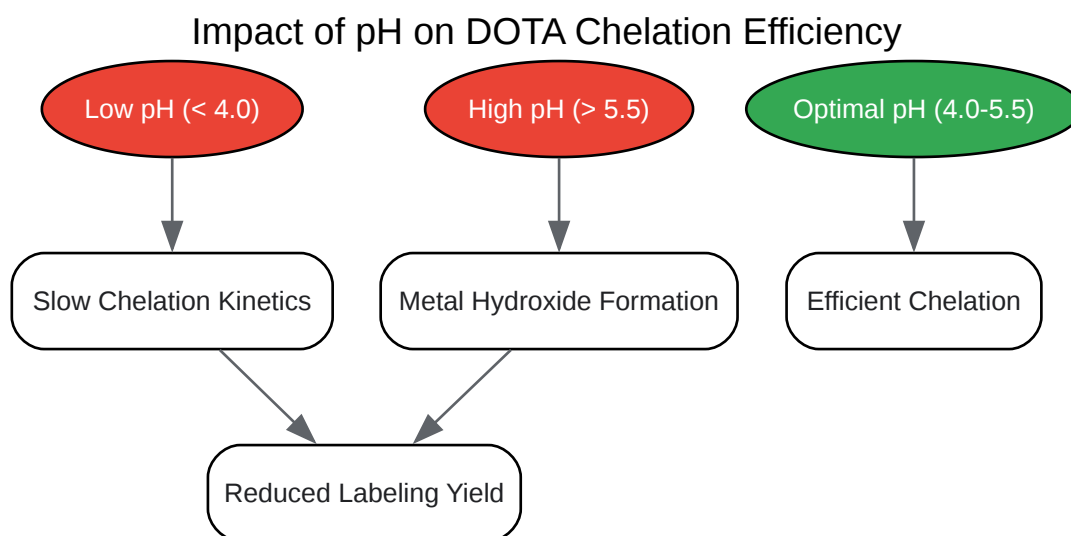 Impact of pH on DOTA Chelation Efficiency
Low pH (< 4.0)
High pH (> 5.5)
Optimal pH (4.0-5.5)
Slow Chelation Kinetics
Metal Hydroxide Formation
Efficient Chelation
Reduced Labeling Yield